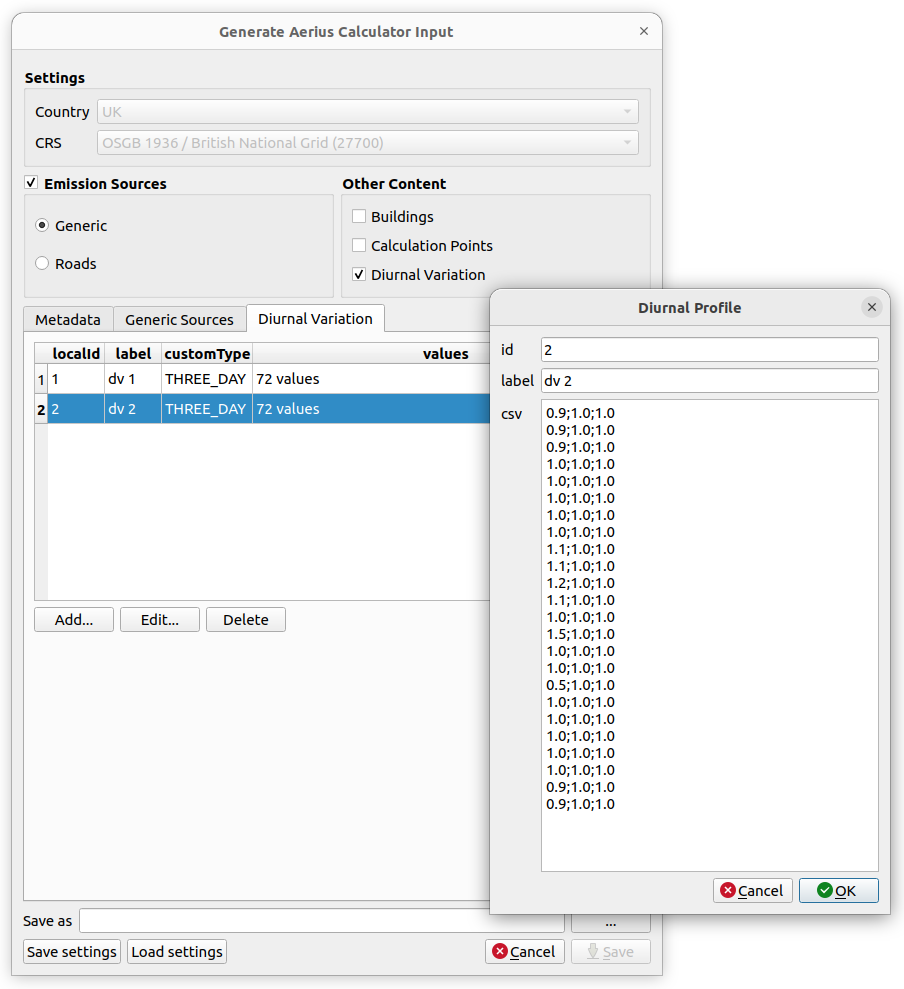 Generate Aerius Calculator Input
Settings
Country UK
CRS OSGB 1936 / British National Grid (27700)
Emission Sources
Generic
Roads
Other Content
Buildings
Calculation Points
Diurnal Variation
Metadata Generic Sources Diurnal Variation
localId label customType values
1 1 dv 1 THREE_DAY 72 values
2 2 dv 2 THREE_DAY 72 values
Add... Edit... Delete
Save as ...
Save settings Load settings Cancel Save
Diurnal Profile
id 2
label dv 2
csv
0.9;1.0;1.0
0.9;1.0;1.0
0.9;1.0;1.0
1.0;1.0;1.0
1.0;1.0;1.0
1.0;1.0;1.0
1.0;1.0;1.0
1.0;1.0;1.0
1.1;1.0;1.0
1.1;1.0;1.0
1.2;1.0;1.0
1.1;1.0;1.0
1.0;1.0;1.0
1.5;1.0;1.0
1.0;1.0;1.0
1.0;1.0;1.0
0.5;1.0;1.0
1.0;1.0;1.0
1.0;1.0;1.0
1.0;1.0;1.0
1.0;1.0;1.0
1.0;1.0;1.0
0.9;1.0;1.0
0.9;1.0;1.0
Cancel OK